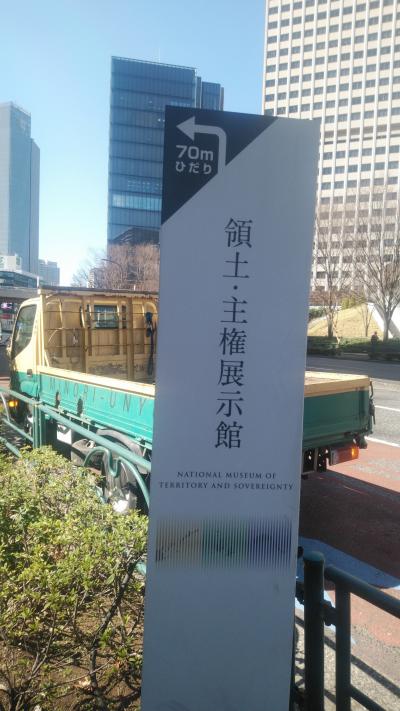 70m
ひだり
領土・主権展示館
NATIONAL MUSEUM OF
TERRITORY AND SOVEREIGNTY